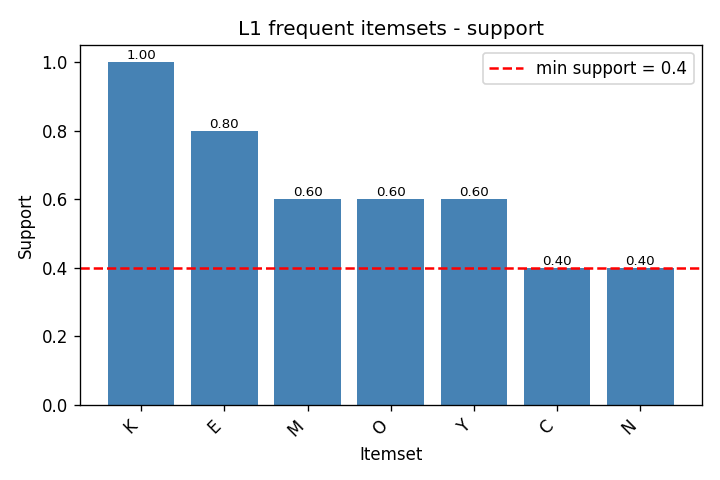 L1 frequent itemsets - support
min support = 0.4
1.00
0.80
0.60
0.60
0.60
0.40
0.40
Support
1.0
0.8
0.6
0.4
0.2
0.0
K
E
M
O
Y
C
N
Itemset